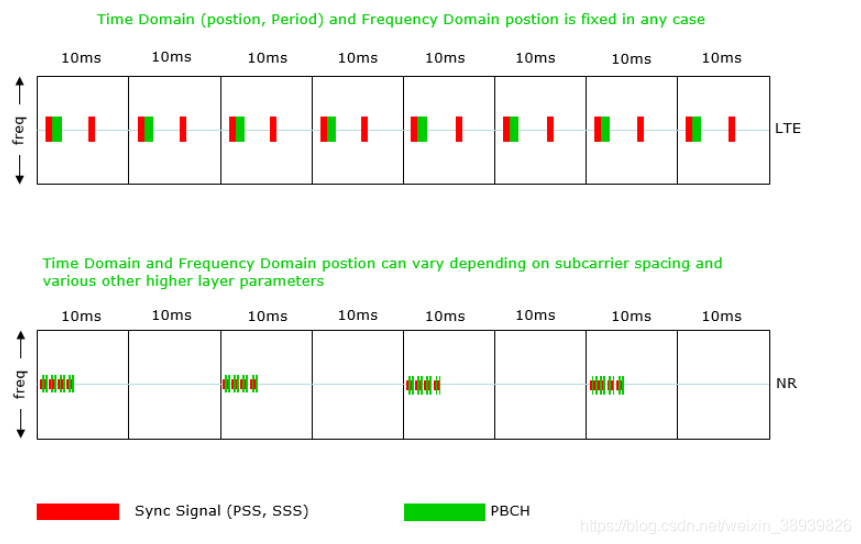 Time Domain (postion, Period) and Frequency Domain postion is fixed in any case
10ms 10ms 10ms 10ms 10ms 10ms 10ms 10ms
freq
LTE
Time Domain and Frequency Domain postion can vary depending on subcarrier spacing and
various other higher layer parameters
10ms 10ms 10ms 10ms 10ms 10ms 10ms 10ms
freq
NR
Sync Signal (PSS, SSS)
PBCH
https://blog.csdn.net/weixin_38939826